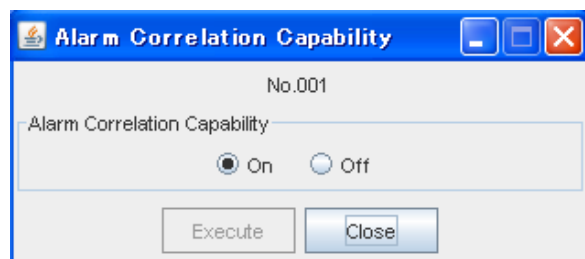 Alarm Correlation Capability
No.001
Alarm Correlation Capability
On Off
Execute Close